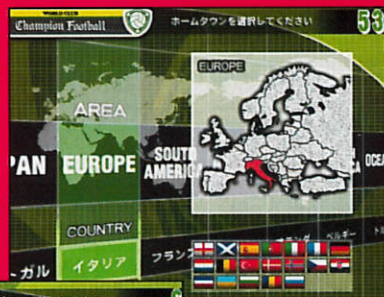 WORLD CLUB
Champion Football
ホームタウンを選択してください
53
EUROPE
AREA
PAN
EUROPE
SOUTH AMERICA
OCE
COUNTRY
トガル
イタリア
フランス
ベルギー